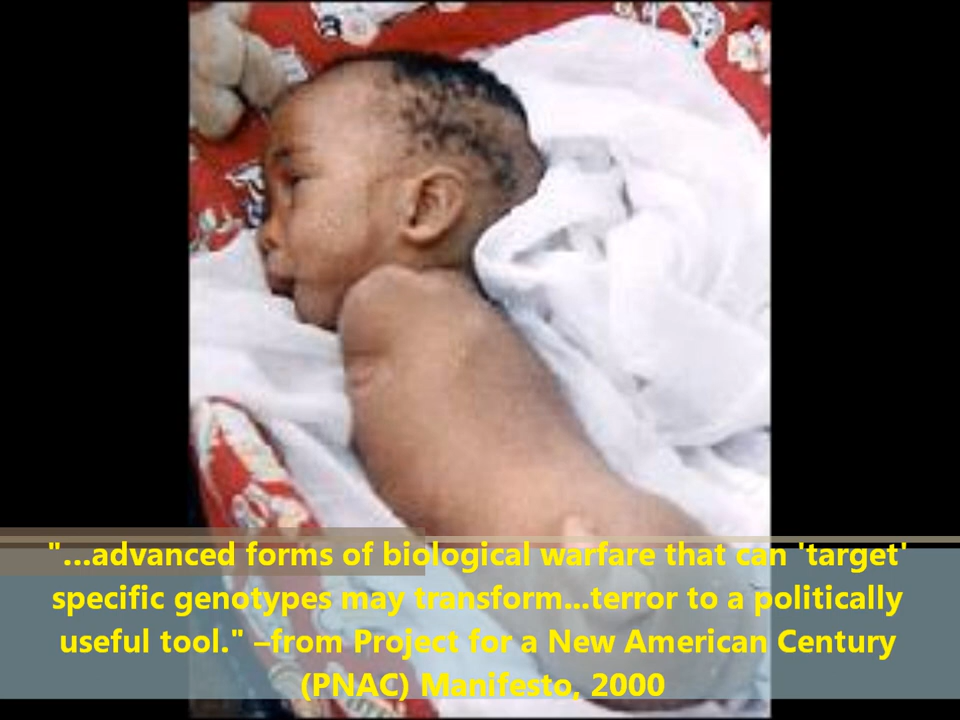 "...advanced forms of biological warfare that can 'target'
specific genotypes may transform...terror to a politically
useful tool." –from Project for a New American Century
(PNAC) Manifesto, 2000